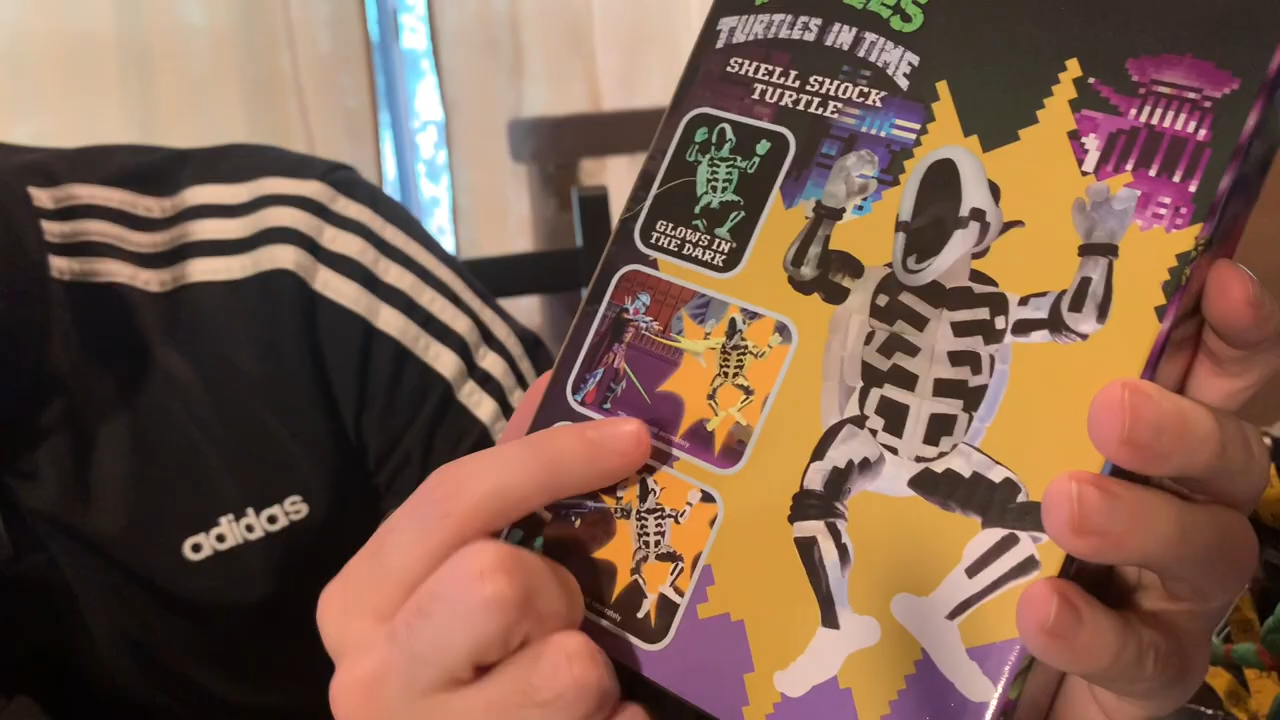 TURTLES IN TIME
SHELL SHOCK
TURTLE
GLOWS IN
THE DARK
adidas